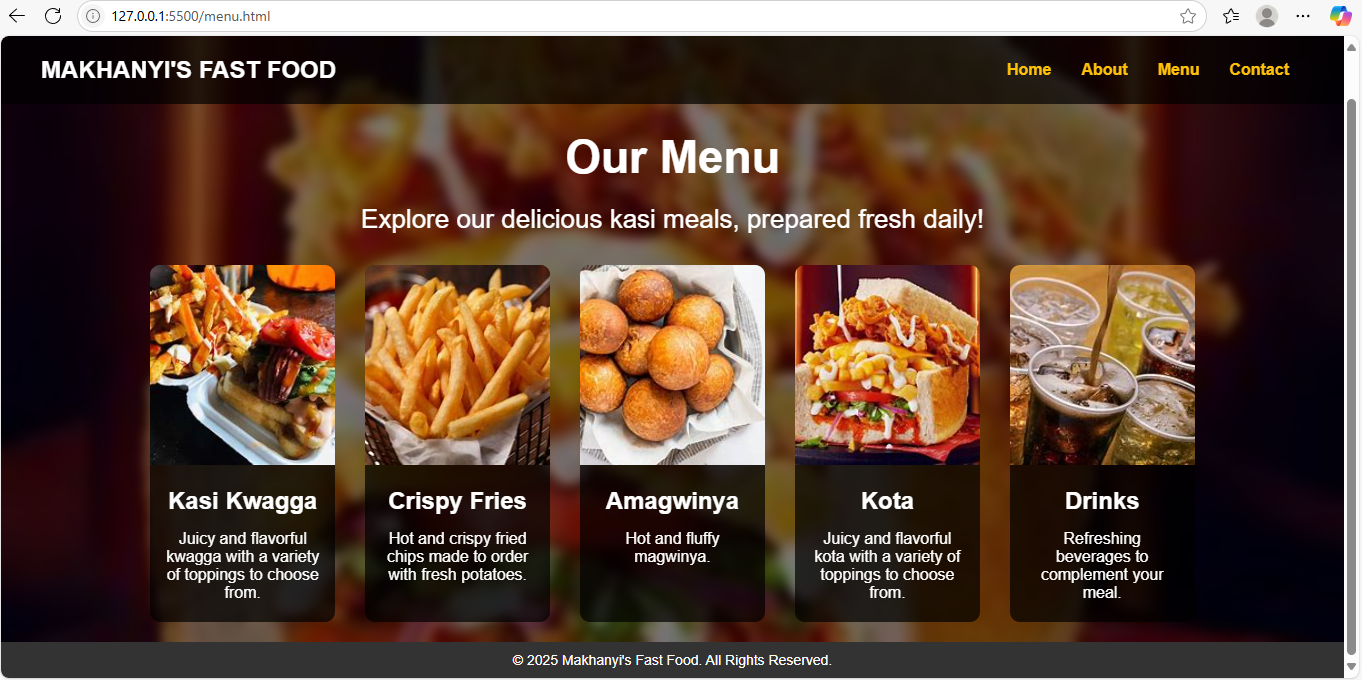 127.0.0.1:5500/menu.html
MAKHANYI'S FAST FOOD
Home About Menu Contact
Our Menu
Explore our delicious kasi meals, prepared fresh daily!
Kasi Kwagga
Juicy and flavorful
kwagga with a variety
of toppings to choose
from.
Crispy Fries
Hot and crispy fried
chips made to order
with fresh potatoes.
Amagwinya
Hot and fluffy
magwinya.
Kota
Juicy and flavorful
kota with a variety of
toppings to choose
from.
Drinks
Refreshing
beverages to
complement your
meal.
© 2025 Makhanyi's Fast Food. All Rights Reserved.